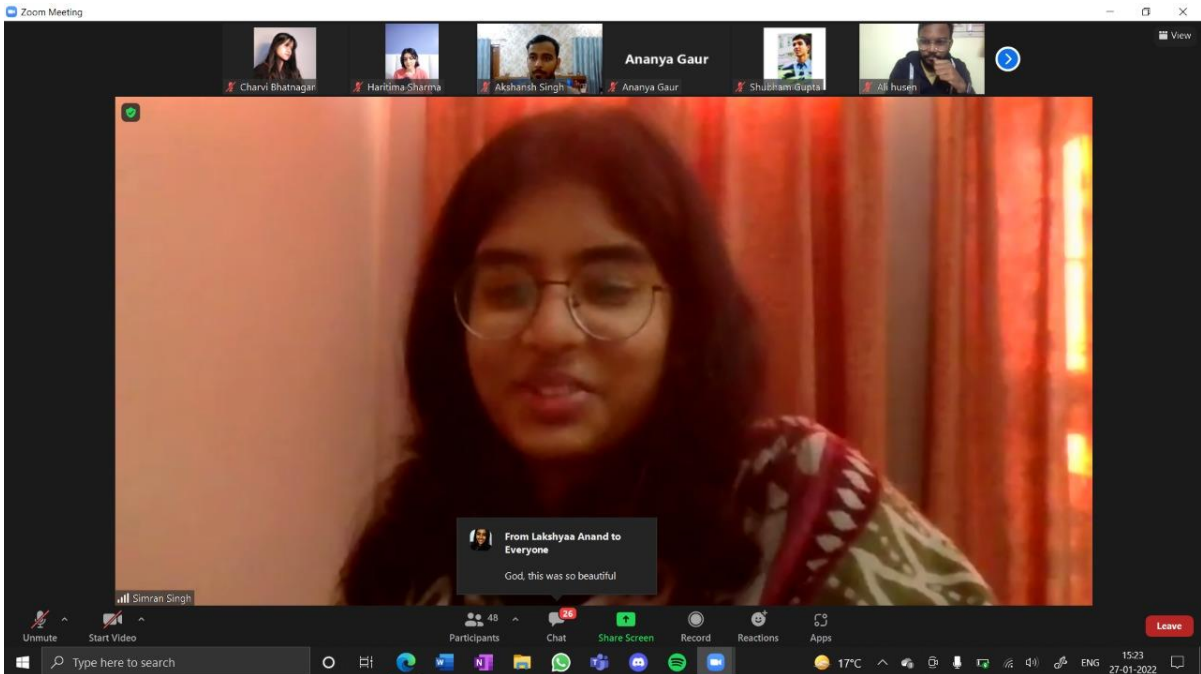 Zoom Meeting
View
Ananya Gaur
Charvi Bhatnagar
Haritima Sharma
Akshansh Singh
Ananya Gaur
Shubham Gupta
Ali husen
From Lakshyaa Anand to
Everyone
God, this was so beautiful
Simran Singh
48
26
Unmute
Start Video
Participants
Chat
Share Screen
Record
Reactions
Apps
Leave
Type here to search
17°C
ENG
15:23
27-01-2022